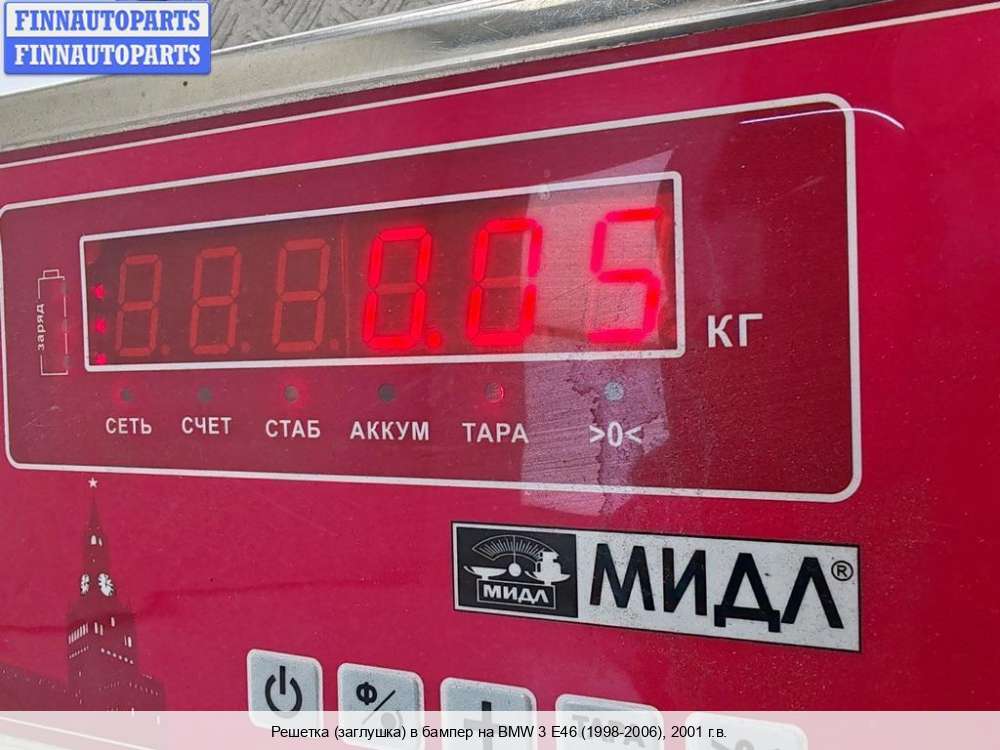 FINNAUTOPARTS
FINNAUTOPARTS
заряд
0.05
КГ
СЕТЬ СЧЕТ СТАБ АККУМ ТАРА >0<
МИДЛ
МИДЛ®
Ф/
+
ТАРА
Решетка (заглушка) в бампер на BMW 3 E46 (1998-2006), 2001 г.в.